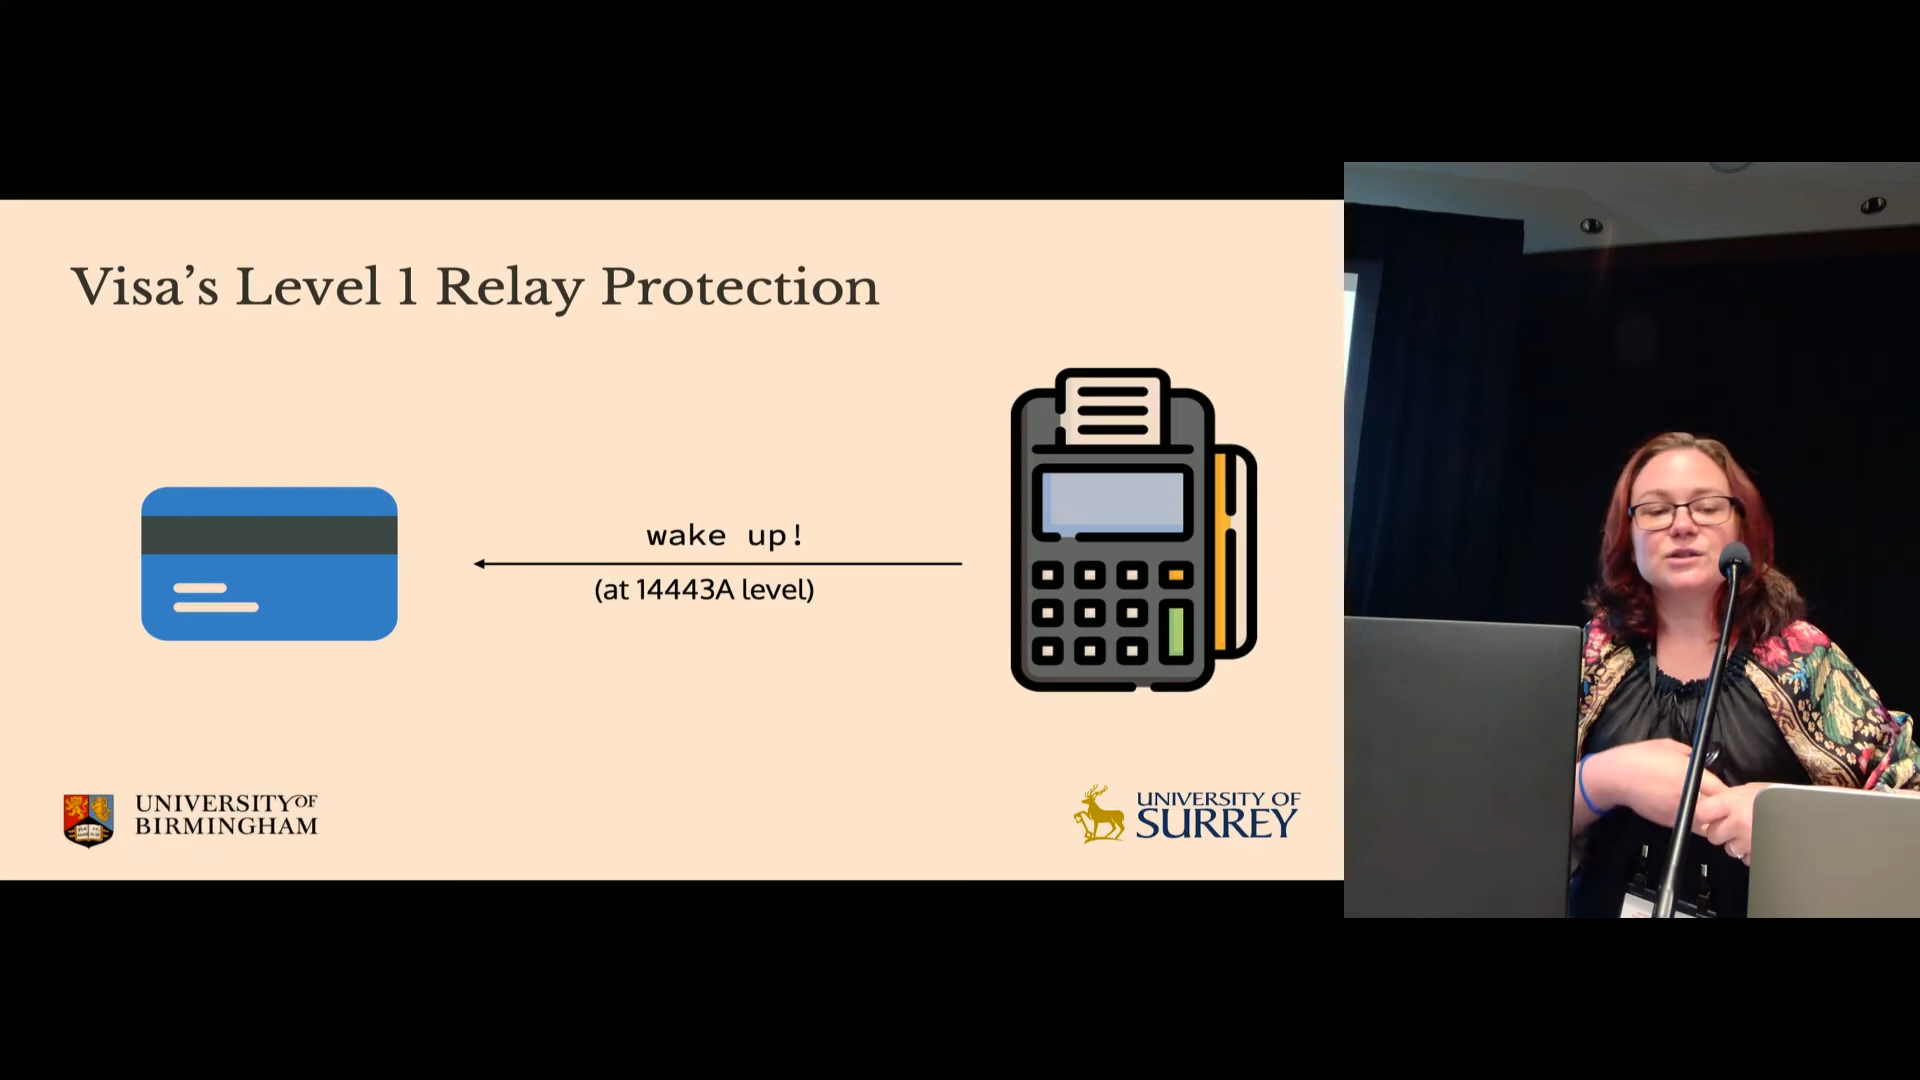 Visa’s Level 1 Relay Protection
wake up!
(at 14443A level)
UNIVERSITY OF
BIRMINGHAM
UNIVERSITY OF
SURREY